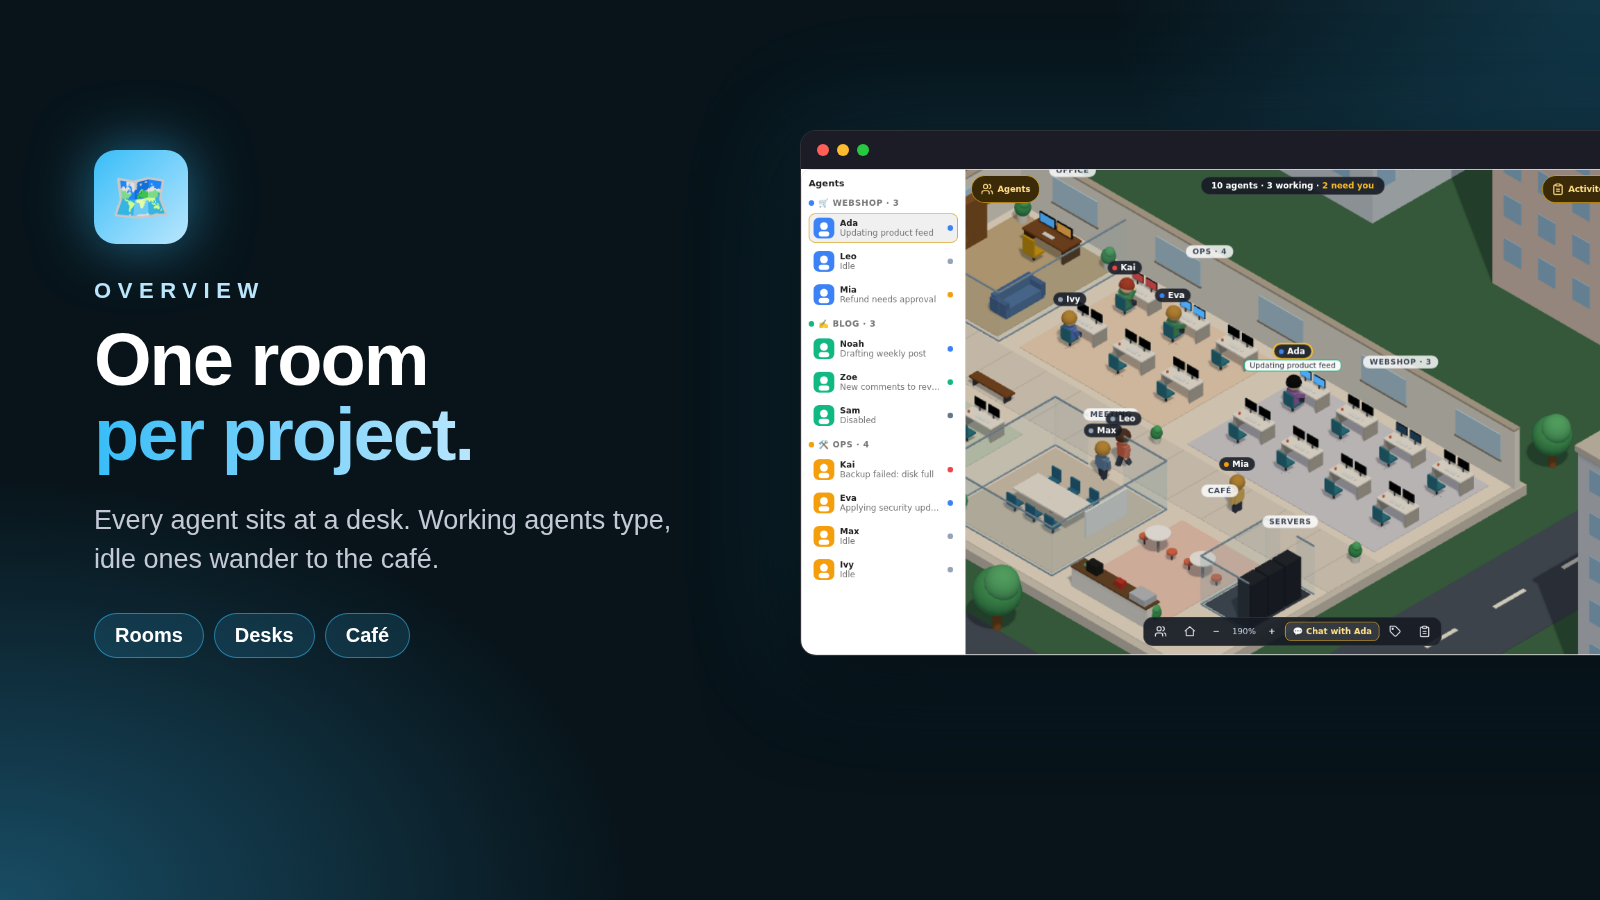 OVERVIEW
One room
per project.
Every agent sits at a desk. Working agents type,
idle ones wander to the café.
Rooms
Desks
Café
Agents
WEBSHOP · 3
Ada
Updating product feed
Leo
Idle
Mia
Refund needs approval
BLOG · 3
Noah
Drafting weekly post
Zoe
New comments to rev...
Sam
Disabled
OPS · 4
Kai
Backup failed: disk full
Eva
Applying security upd...
Max
Idle
Ivy
Idle
Agents
OFFICE
10 agents · 3 working · 2 need you
OPS · 4
Kai
Ivy
Eva
Ada
Updating product feed
WEBSHOP · 3
Leo
Max
Mia
CAFÉ
SERVERS
− 190% +
Chat with Ada